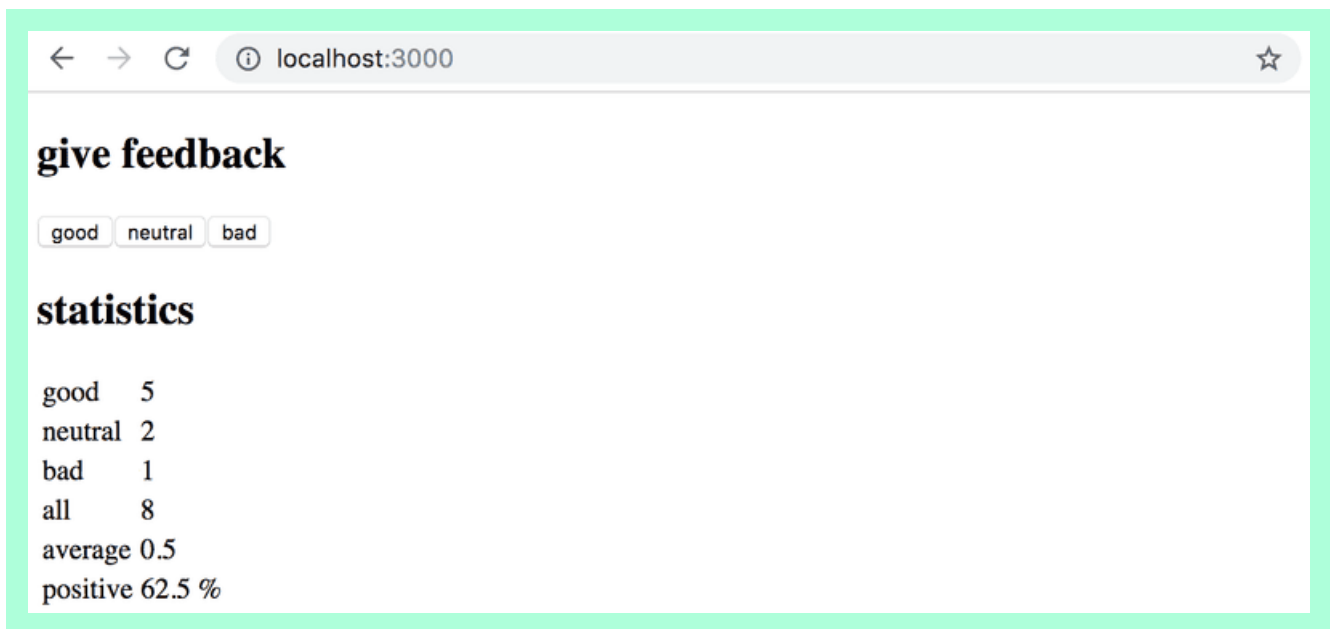 localhost:3000
give feedback
good neutral bad
statistics
good 5
neutral 2
bad 1
all 8
average 0.5
positive 62.5 %